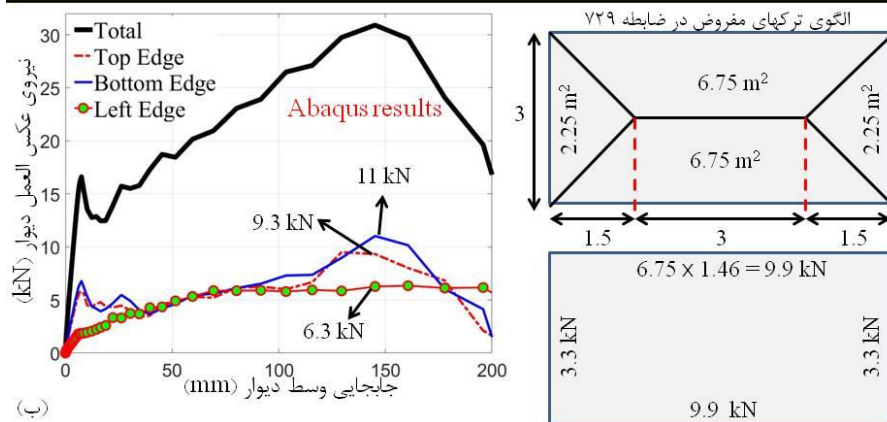 30
25
20
15
10
5
0
نیروی عکس العمل دیوار (kN)
Total
Top Edge
Bottom Edge
Left Edge
Abaqus results
11 kN
9.3 kN
6.3 kN
0
50
100
150
200
جابجایی وسط دیوار (mm)
(ب)
الگوی ترکهای مفروض در ضابطه ۷۲۹
3
2.25 m²
6.75 m²
6.75 m²
2.25 m²
1.5
3
1.5
6.75 x 1.46 = 9.9 kN
3.3 kN
3.3 kN
9.9 kN